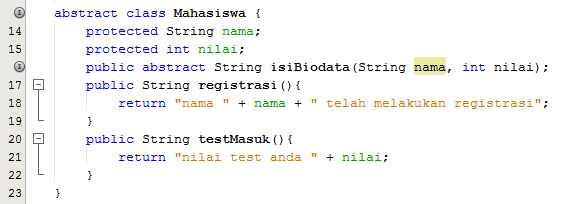 abstract class Mahasiswa {
14 protected String nama;
15 protected int nilai;
public abstract String isiBiodata(String nama, int nilai);
17 public String registrasi(){
18 return "nama " + nama + " telah melakukan registrasi";
19 }
20 public String testMasuk(){
21 return "nilai test anda " + nilai;
22 }
23 }